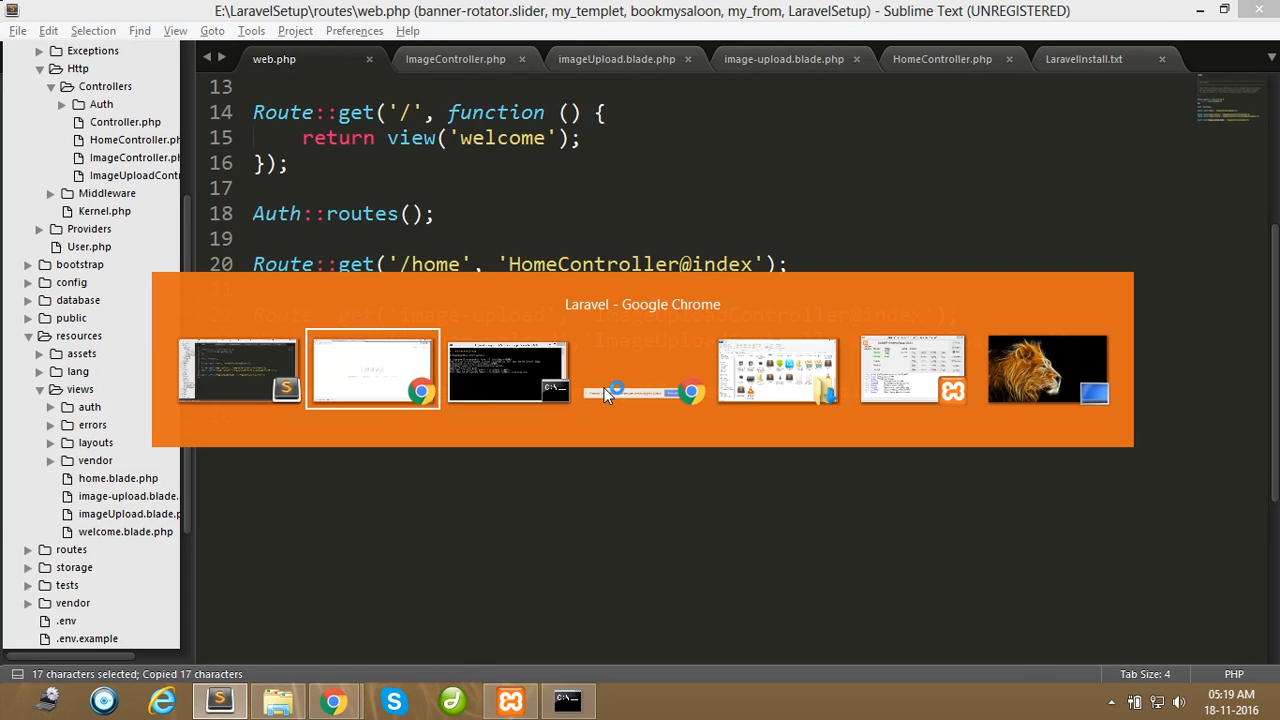 E:\LaravelSetup\routes\web.php (banner-rotator.slider, my_templet, bookmysaloon, my_from, LaravelSetup) - Sublime Text (UNREGISTERED)
File Edit Selection Find View Goto Tools Project Preferences Help
web.php ImageController.php imageUpload.blade.php image-upload.blade.php HomeController.php LaravelInstall.txt
Exceptions
Http
Controllers
Auth
Controller.php
HomeController.ph
ImageController.ph
ImageUploadCont
Middleware
Kernel.php
Providers
User.php
bootstrap
config
database
public
resources
assets
lang
views
auth
errors
layouts
vendor
home.blade.php
image-upload.blade.
imageUpload.blade.p
welcome.blade.php
routes
storage
tests
vendor
.env
.env.example
13
14 Route::get('/', function () {
15 return view('welcome');
16 });
17
18 Auth::routes();
19
20 Route::get('/home', 'HomeController@index');
Laravel - Google Chrome
17 characters selected; Copied 17 characters
Tab Size: 4 PHP
05:19 AM
18-11-2016